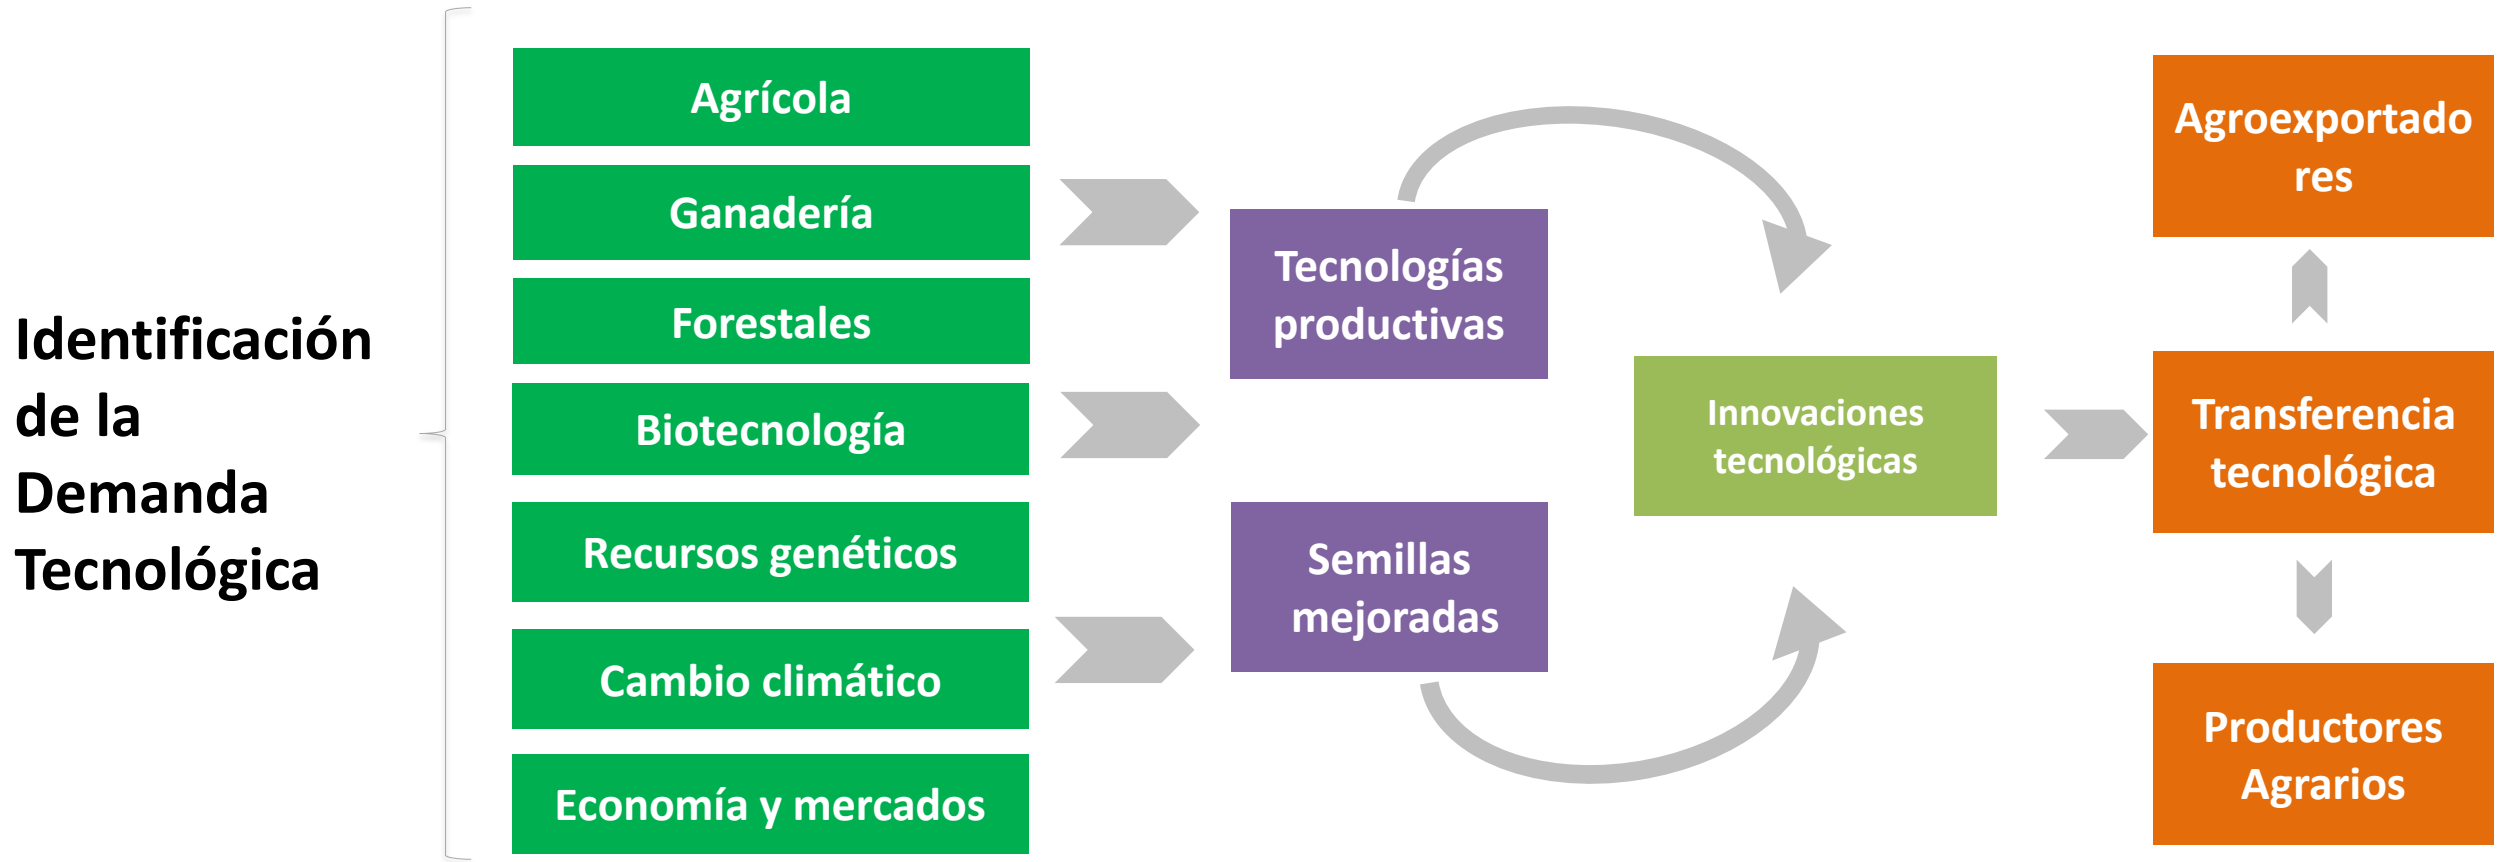 Identificación
de la
Demanda
Tecnológica
Agrícola
Ganadería
Forestales
Biotecnología
Recursos genéticos
Cambio climático
Economía y mercados
Tecnologías
productivas
Semillas
mejoradas
Innovaciones
tecnológicas
Agroexportado
res
Transferencia
tecnológica
Productores
Agrarios